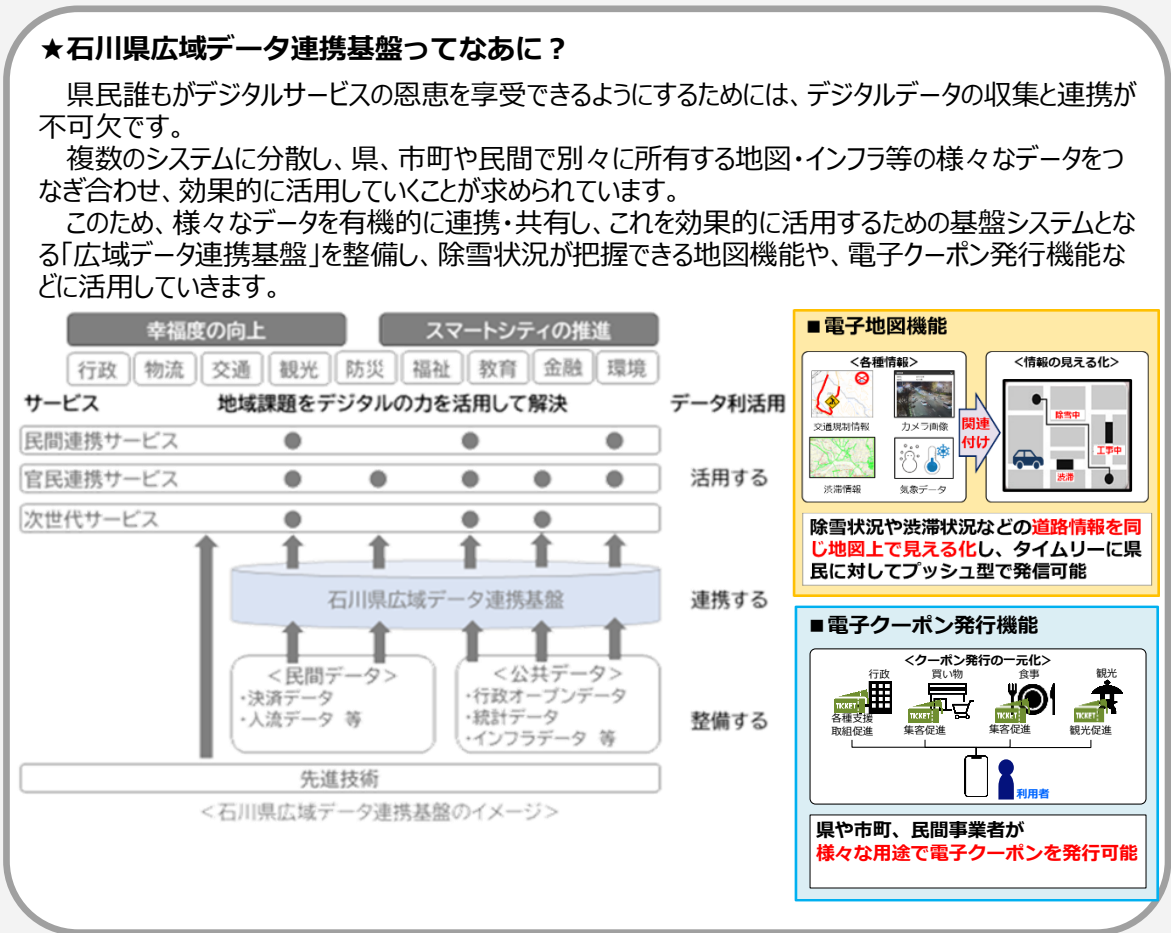 ★石川県広域データ連携基盤ってなあに？
県民誰もがデジタルサービスの恩恵を享受できるようにするためには、デジタルデータの収集と連携が
不可欠です。
複数のシステムに分散し、県、市町や民間で別々に所有する地図・インフラ等の様々なデータをつ
なぎ合わせ、効果的に活用していくことが求められています。
このため、様々なデータを有機的に連携・共有し、これを効果的に活用するための基盤システムとな
る「広域データ連携基盤」を整備し、除雪状況が把握できる地図機能や、電子クーポン発行機能な
どに活用していきます。
幸福度の向上 スマートシティの推進
行政 物流 交通 観光 防災 福祉 教育 金融 環境
サービス 地域課題をデジタルの力を活用して解決 データ利活用
民間連携サービス
官民連携サービス 活用する
次世代サービス
石川県広域データ連携基盤 連携する
＜民間データ＞
・決済データ
・人流データ 等
＜公共データ＞
・行政オープンデータ
・統計データ
・インフラデータ 等
整備する
先進技術
＜石川県広域データ連携基盤のイメージ＞
■電子地図機能
＜各種情報＞
交通規制情報 カメラ画像
渋滞情報 気象データ
関連
付け
＜情報の見える化＞
除雪中
工事中
渋滞
除雪状況や渋滞状況などの道路情報を同
じ地図上で見える化し、タイムリーに県
民に対してプッシュ型で発信可能
■電子クーポン発行機能
＜クーポン発行の一元化＞
行政 買い物 食事 観光
TICKET TICKET TICKET TICKET
各種支援
取組促進 集客促進 集客促進 観光促進
利用者
県や市町、民間事業者が
様々な用途で電子クーポンを発行可能